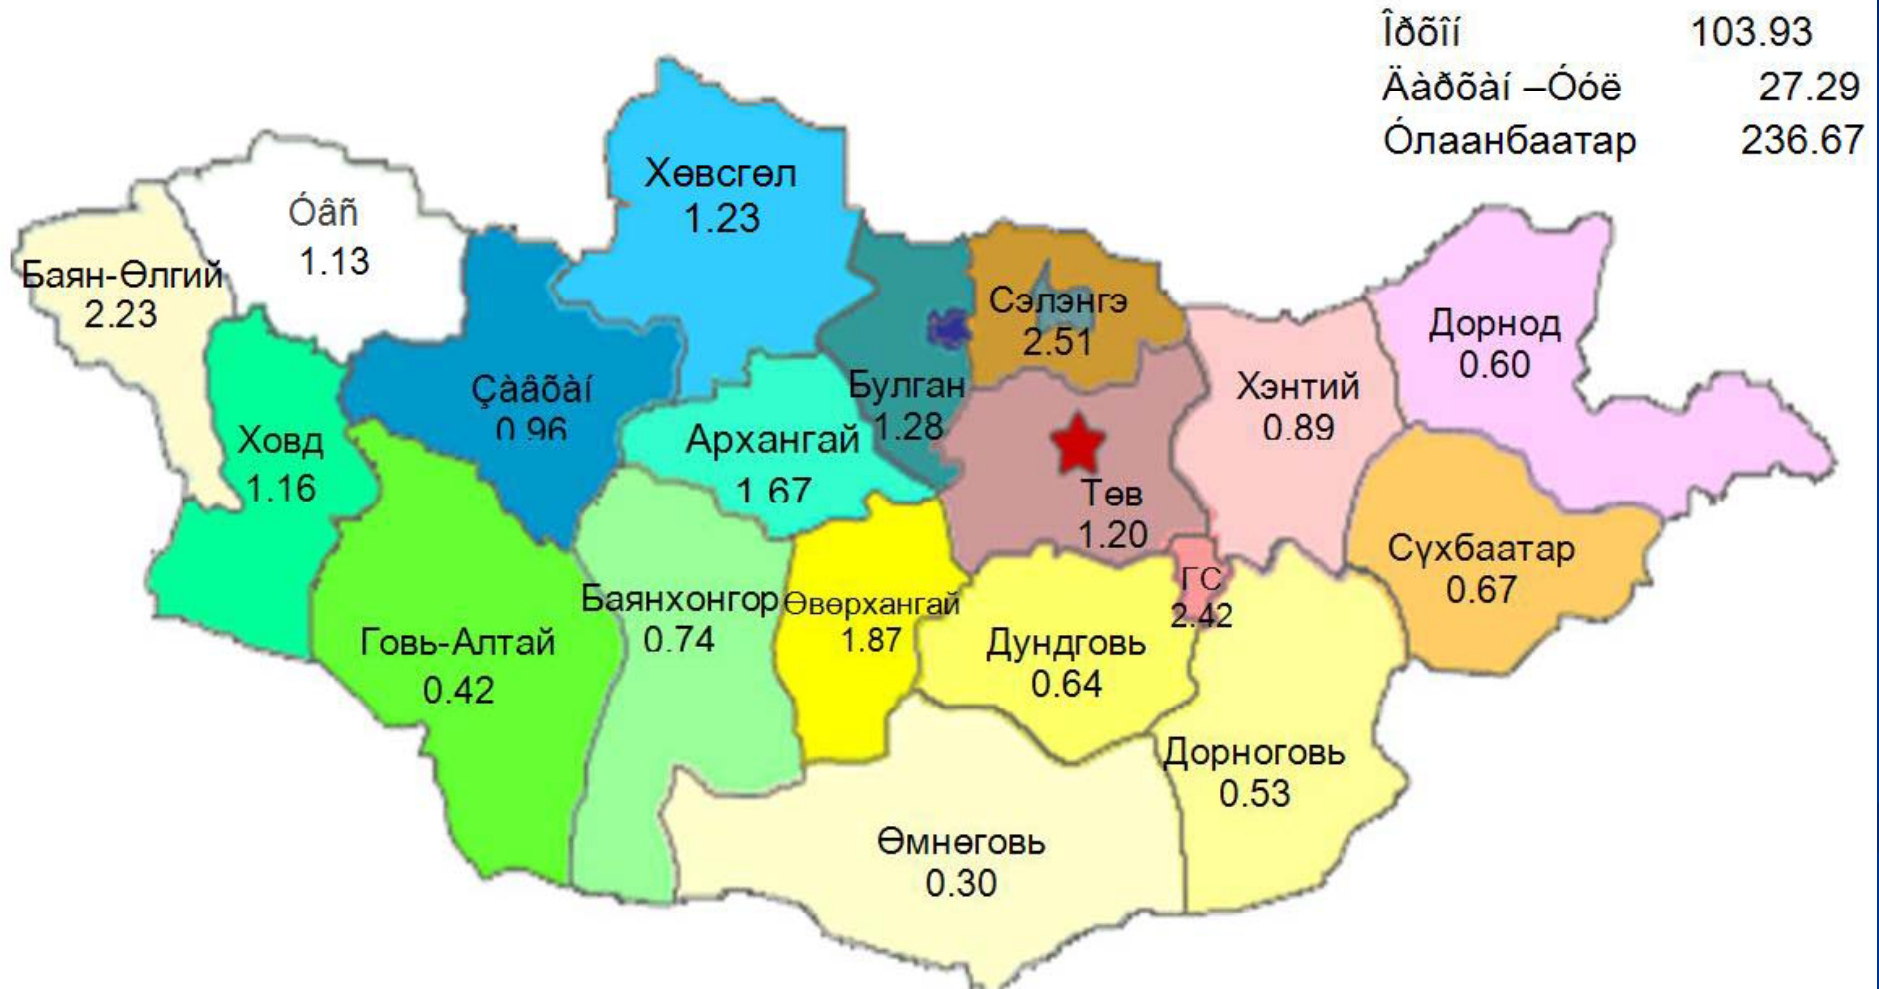 Îðõîí 103.93
Äàðõàí –Óóë 27.29
Óлаанбаатар 236.67
Хөвсгөл
1.23
Óâñ
1.13
Баян-Өлгий
2.23
Сэлэнгэ
2.51
Дорнод
0.60
Çàâõàí
0.96
Булган
1.28
Хэнтий
0.89
Ховд
1.16
Архангай
1.67
Төв
1.20
Сүхбаатар
0.67
ГС
2.42
Баянхонгор
0.74
Өвөрхангай
1.87
Говь-Алтай
0.42
Дундговь
0.64
Дорноговь
0.53
Өмнөговь
0.30